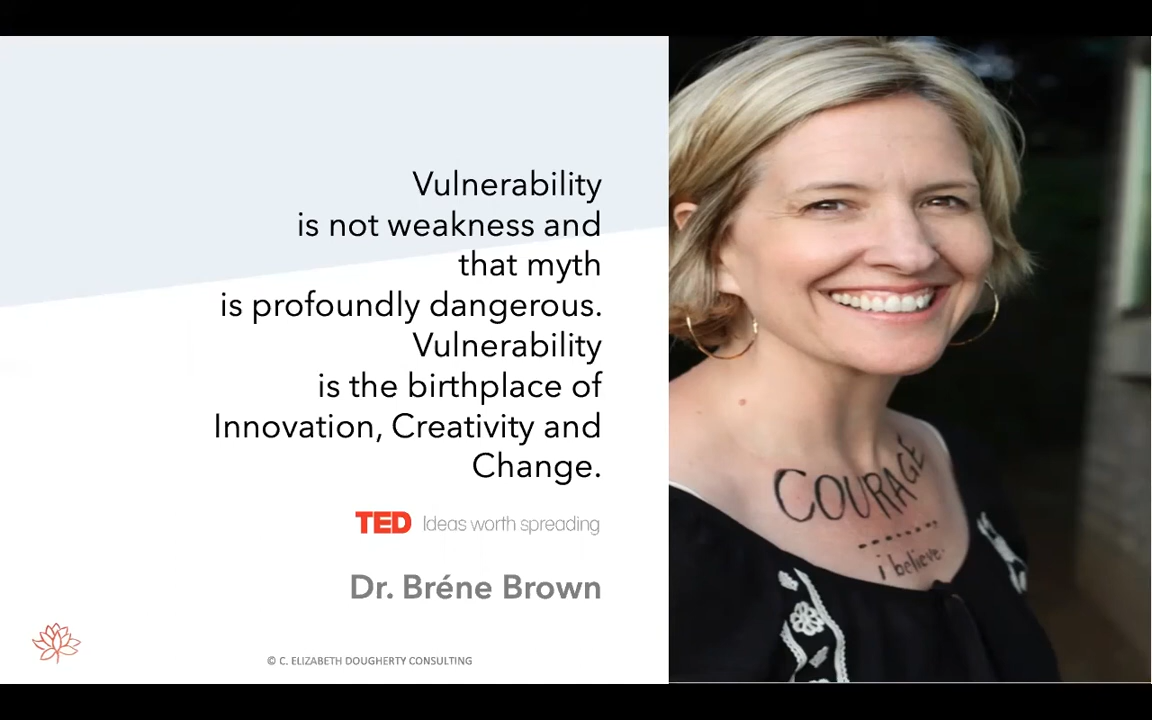 Vulnerability
is not weakness and
that myth
is profoundly dangerous.
Vulnerability
is the birthplace of
Innovation, Creativity and
Change.
TED Ideas worth spreading
Dr. Bréne Brown
© C. ELIZABETH DOUGHERTY CONSULTING
COURAGE
i believe.